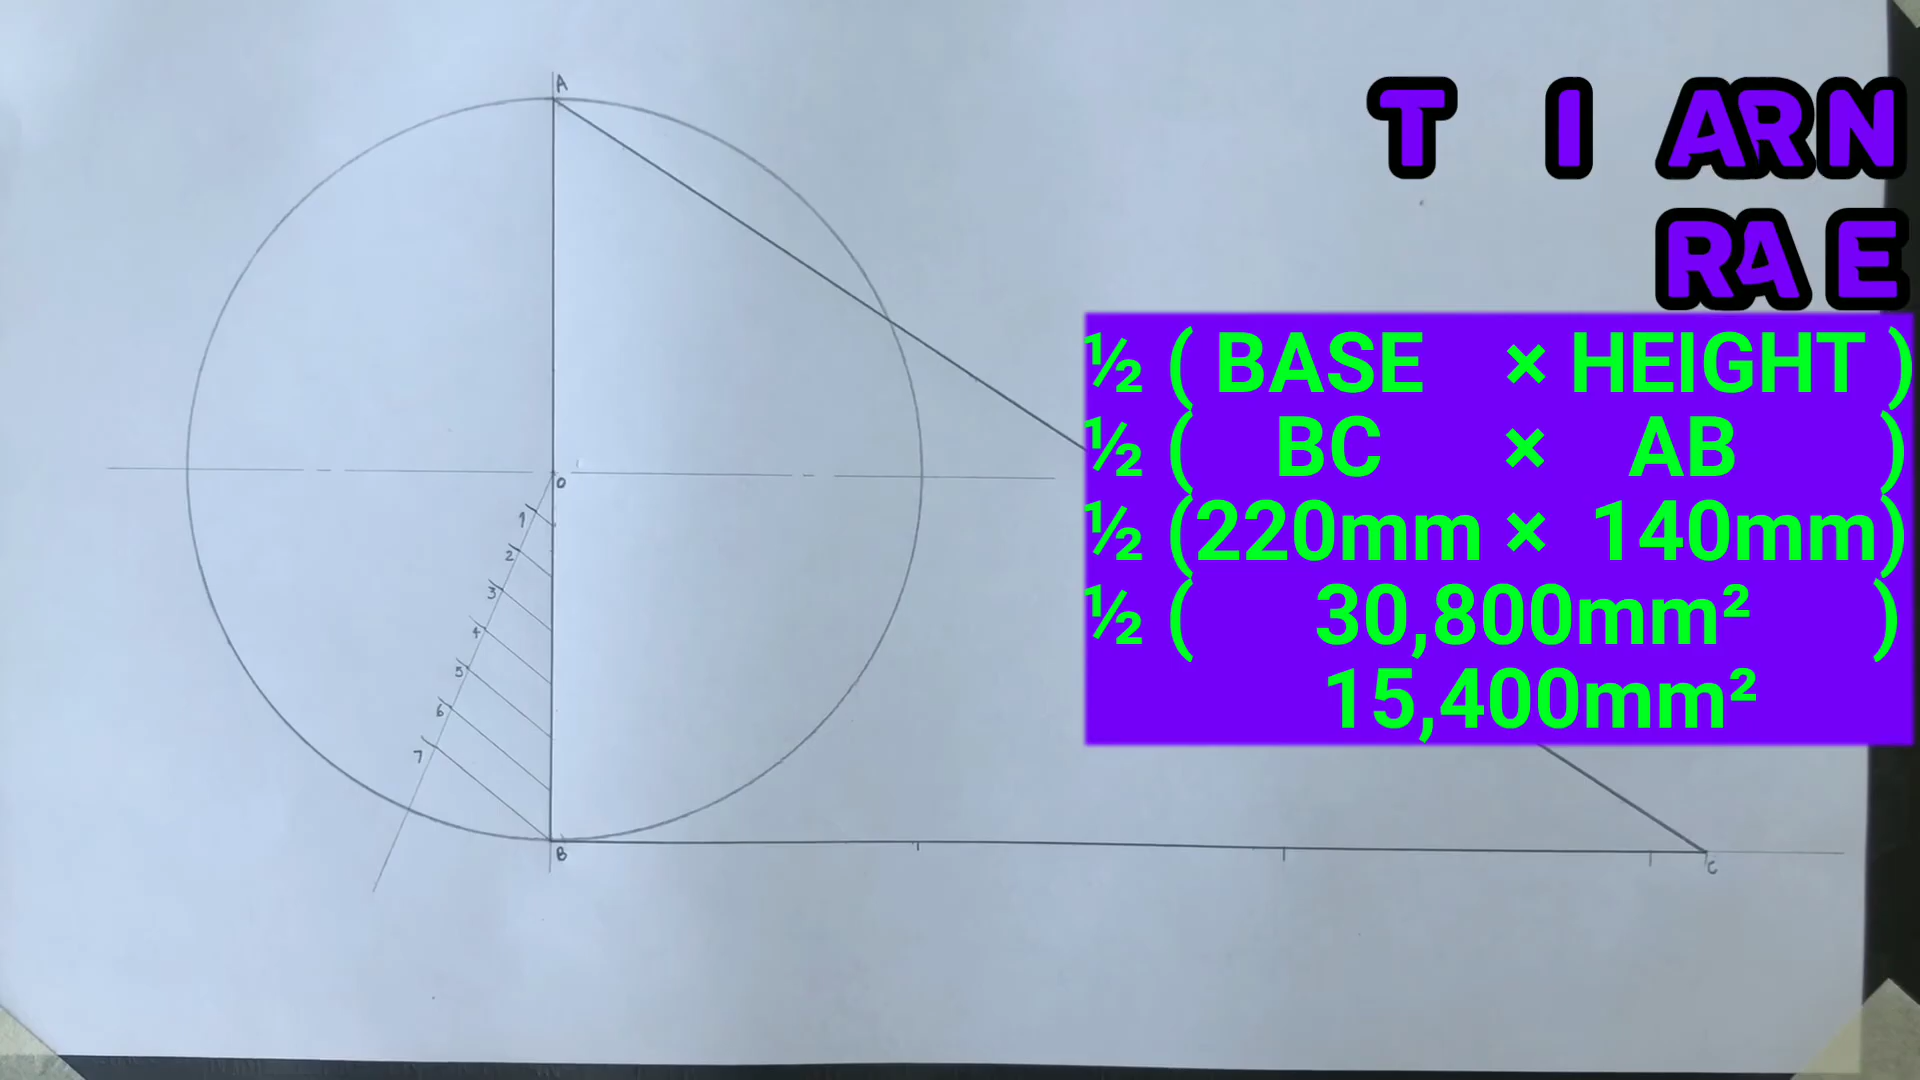 A
T I ARN
RA E
½ ( BASE × HEIGHT )
½ ( BC × AB )
½ (220mm × 140mm)
½ ( 30,800mm² )
15,400mm²
O
1
2
3
4
5
6
7
B
C